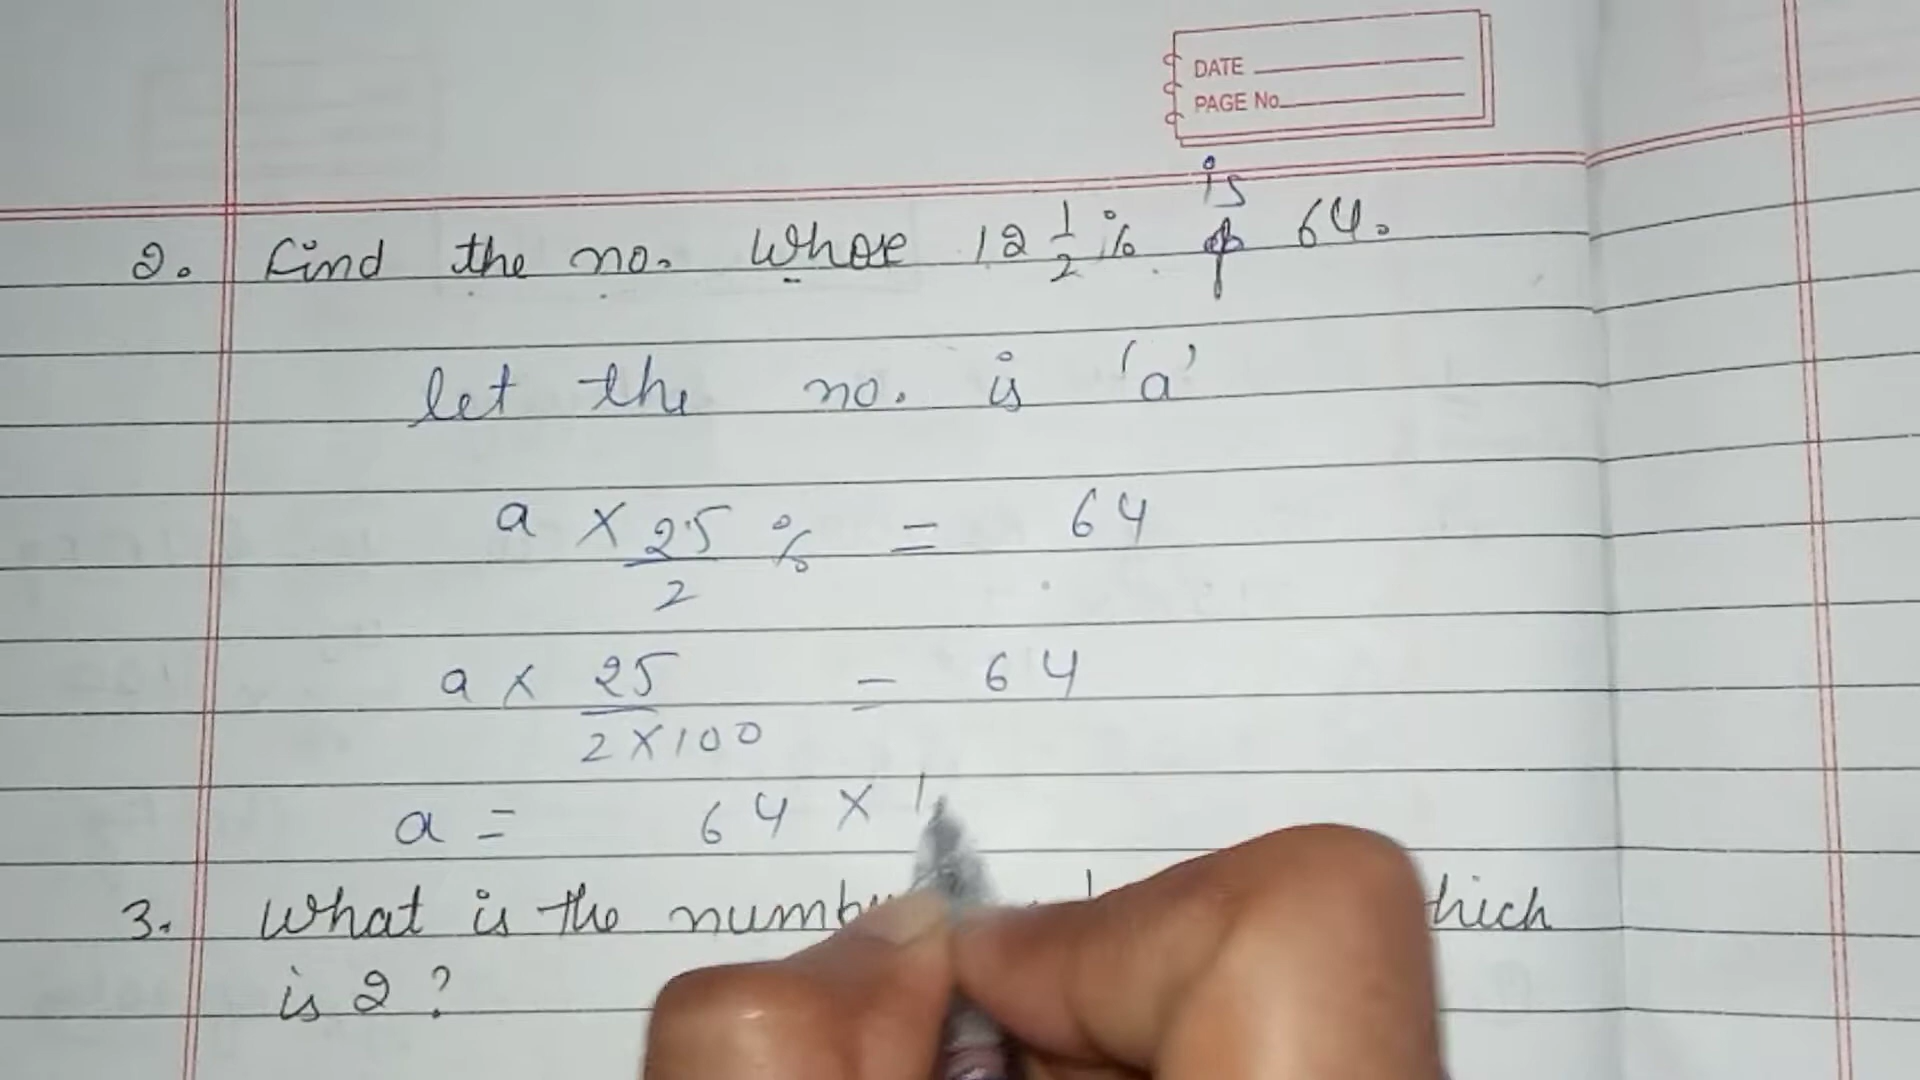 DATE
PAGE No.
is
2. Find the no. whose 12 1/2 % of 64.
let the no. is 'a'
a × 25/2 % = 64
a × 25/(2×100) = 64
a = 64 × 1
3. What is the
is 2 ?